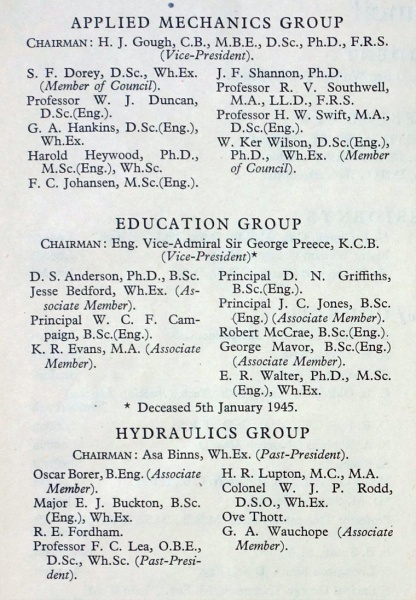 APPLIED MECHANICS GROUP
CHAIRMAN: H. J. Gough, C.B., M.B.E., D.Sc., Ph.D., F.R.S.
(Vice-President).
S. F. Dorey, D.Sc., Wh.Ex.
(Member of Council).
Professor W. J. Duncan,
D.Sc.(Eng.).
G. A. Hankins, D.Sc.(Eng.),
Wh.Ex.
Harold Heywood, Ph.D.,
M.Sc.(Eng.), Wh.Sc.
F. C. Johansen, M.Sc.(Eng.).
J. F. Shannon, Ph.D.
Professor R. V. Southwell,
M.A., LL.D., F.R.S.
Professor H. W. Swift, M.A.,
D.Sc.(Eng.).
W. Ker Wilson, D.Sc.(Eng.),
Ph.D., Wh.Ex. (Member
of Council).
EDUCATION GROUP
CHAIRMAN: Eng. Vice-Admiral Sir George Preece, K.C.B.
(Vice-President)*
D. S. Anderson, Ph.D., B.Sc.
Jesse Bedford, Wh.Ex. (As-
sociate Member).
Principal W. C. F. Cam-
paign, B.Sc.(Eng.).
K. R. Evans, M.A. (Associate
Member).
Principal D. N. Griffiths,
B.Sc.(Eng.).
Principal J. C. Jones, B.Sc.
(Eng.) (Associate Member).
Robert McCrae, B.Sc.(Eng.).
George Mavor, B.Sc.(Eng.)
(Associate Member).
E. R. Walter, Ph.D., M.Sc.
(Eng.), Wh.Ex.
* Deceased 5th January 1945.
HYDRAULICS GROUP
CHAIRMAN: Asa Binns, Wh.Ex. (Past-President).
Oscar Borer, B.Eng. (Associate
Member).
Major E. J. Buckton, B.Sc.
(Eng.), Wh.Ex.
R. E. Fordham.
Professor F. C. Lea, O.B.E.,
D.Sc., Wh.Sc. (Past-Presi-
dent).
H. R. Lupton, M.C., M.A.
Colonel W. J. P. Rodd,
D.S.O., Wh.Ex.
Ove Thott.
G. A. Wauchope (Associate
Member).